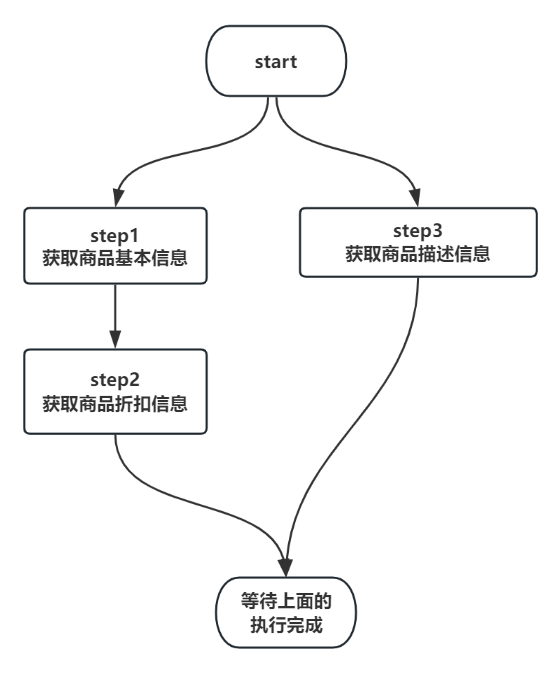 start
step1
获取商品基本信息
step3
获取商品描述信息
step2
获取商品折扣信息
等待上面的
执行完成